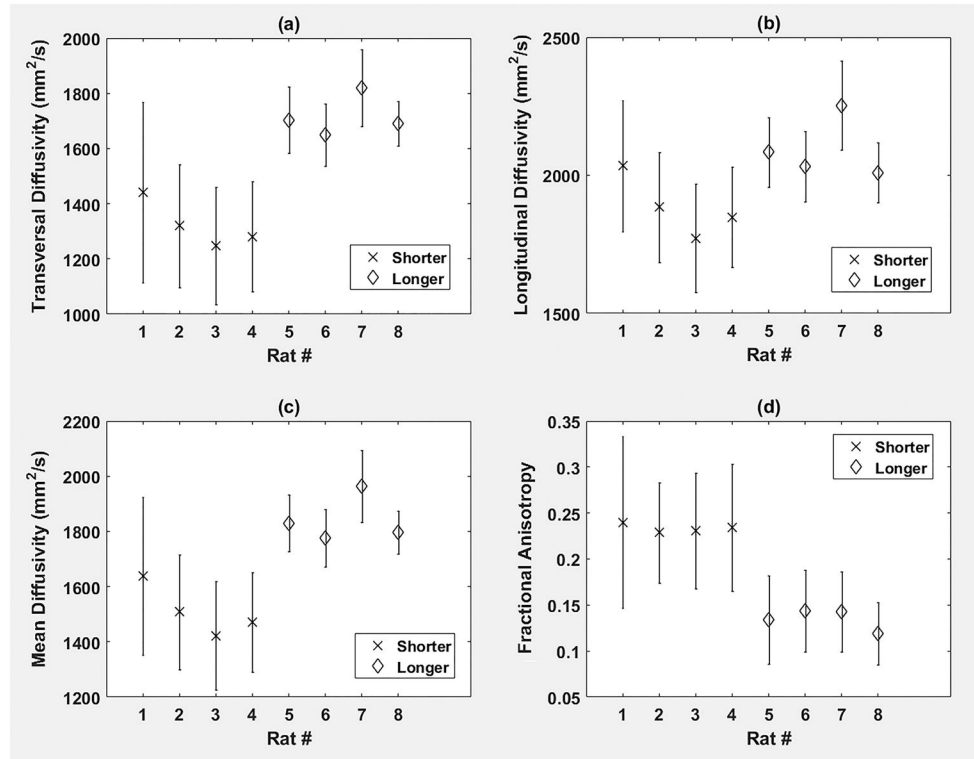 (a)
Transversal Diffusivity (mm²/s)
2000
1800
1600
1400
1200
1000
1 2 3 4 5 6 7 8
Rat #
Shorter
Longer
(b)
Longitudinal Diffusivity (mm²/s)
2500
2000
1500
1 2 3 4 5 6 7 8
Rat #
Shorter
Longer
(c)
Mean Diffusivity (mm²/s)
2200
2000
1800
1600
1400
1200
1 2 3 4 5 6 7 8
Rat #
Shorter
Longer
(d)
Fractional Anisotropy
0.35
0.3
0.25
0.2
0.15
0.1
0.05
1 2 3 4 5 6 7 8
Rat #
Shorter
Longer